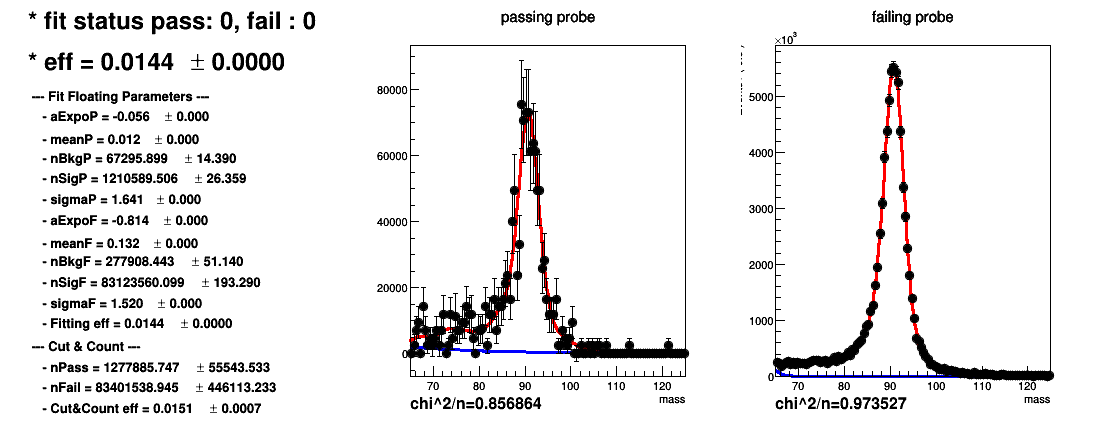 * fit status pass: 0, fail : 0
* eff = 0.0144 ± 0.0000
--- Fit Floating Parameters ---
- aExpoP = -0.056 ± 0.000
- meanP = 0.012 ± 0.000
- nBkgP = 67295.899 ± 14.390
- nSigP = 1210589.506 ± 26.359
- sigmaP = 1.641 ± 0.000
- aExpoF = -0.814 ± 0.000
- meanF = 0.132 ± 0.000
- nBkgF = 277908.443 ± 51.140
- nSigF = 83123560.099 ± 193.290
- sigmaF = 1.520 ± 0.000
- Fitting eff = 0.0144 ± 0.0000
--- Cut & Count ---
- nPass = 1277885.747 ± 55543.533
- nFail = 83401538.945 ± 446113.233
- Cut&Count eff = 0.0151 ± 0.0007
passing probe
80000
60000
40000
20000
0
70 80 90 100 110 120
mass
chi^2/n=0.856864
failing probe
×10³
5000
4000
3000
2000
1000
0
70 80 90 100 110 120
mass
chi^2/n=0.973527